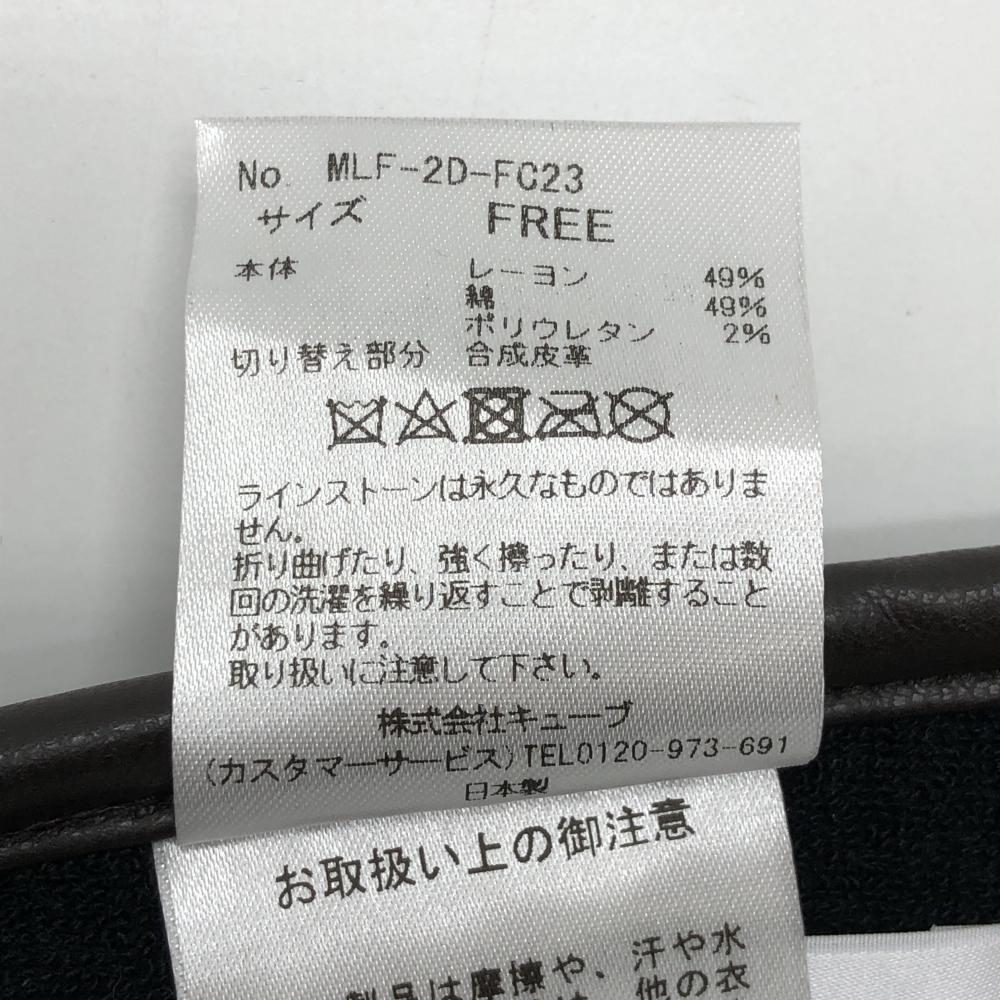 No. MLF-2D-FC23
サイズ FREE
本体 レーヨン 49%
綿 49%
ポリウレタン 2%
切り替え部分 合成皮革
ラインストーンは永久なものではありま
せん。
折り曲げたり、強く擦ったり、または数
回の洗濯を繰り返すことで剥離すること
があります。
取り扱いに注意して下さい。
株式会社キューブ
(カスタマーサービス)TEL0120-973-691
日本製
お取扱い上の御注意
製品は摩擦や、汗や水
他の衣